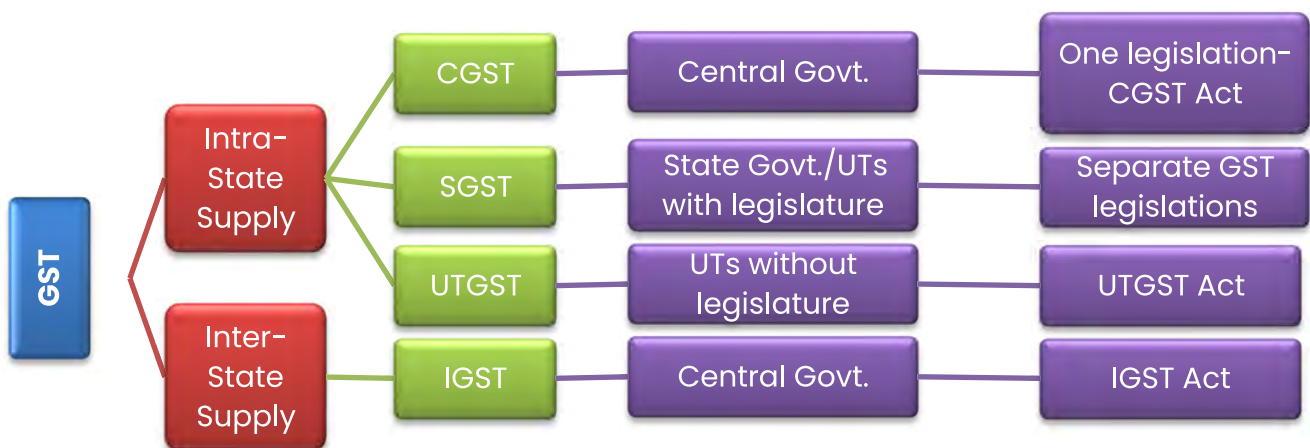 GST
Intra-
State
Supply
CGST
Central Govt.
One legislation-
CGST Act
SGST
State Govt./UTs
with legislature
Separate GST
legislations
UTGST
UTs without
legislature
UTGST Act
Inter-
State
Supply
IGST
Central Govt.
IGST Act